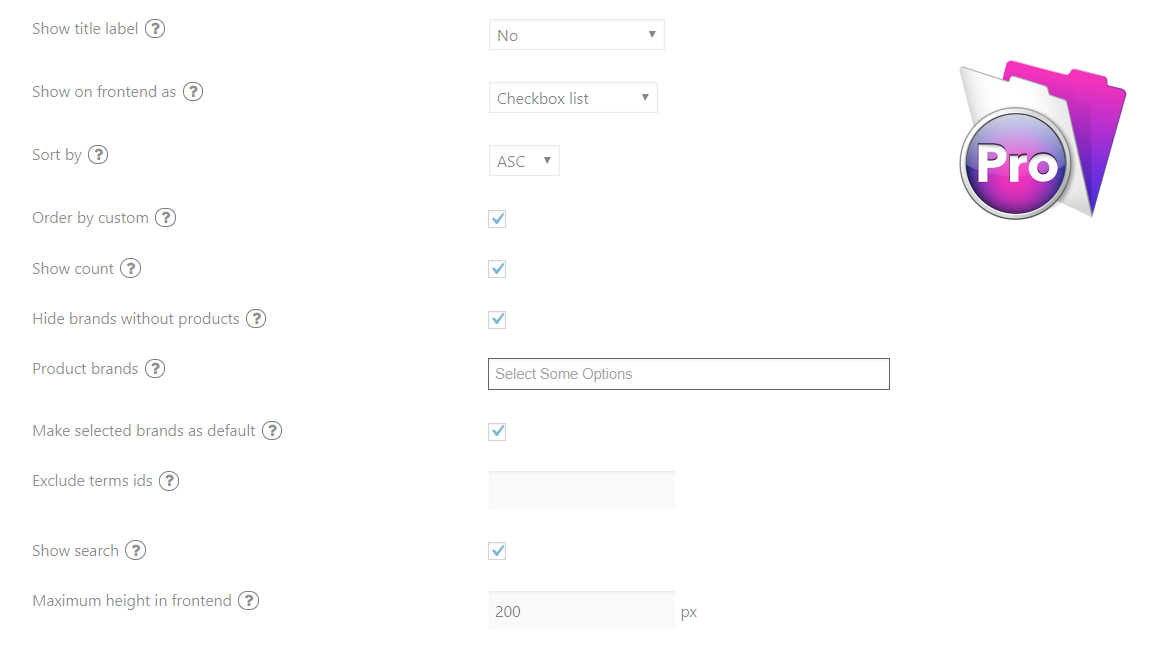 Show title label ? No
Show on frontend as ? Checkbox list
Sort by ? ASC
Order by custom ?
Show count ?
Hide brands without products ?
Product brands ? Select Some Options
Make selected brands as default ?
Exclude terms ids ?
Show search ?
Maximum height in frontend ? 200 px
Pro